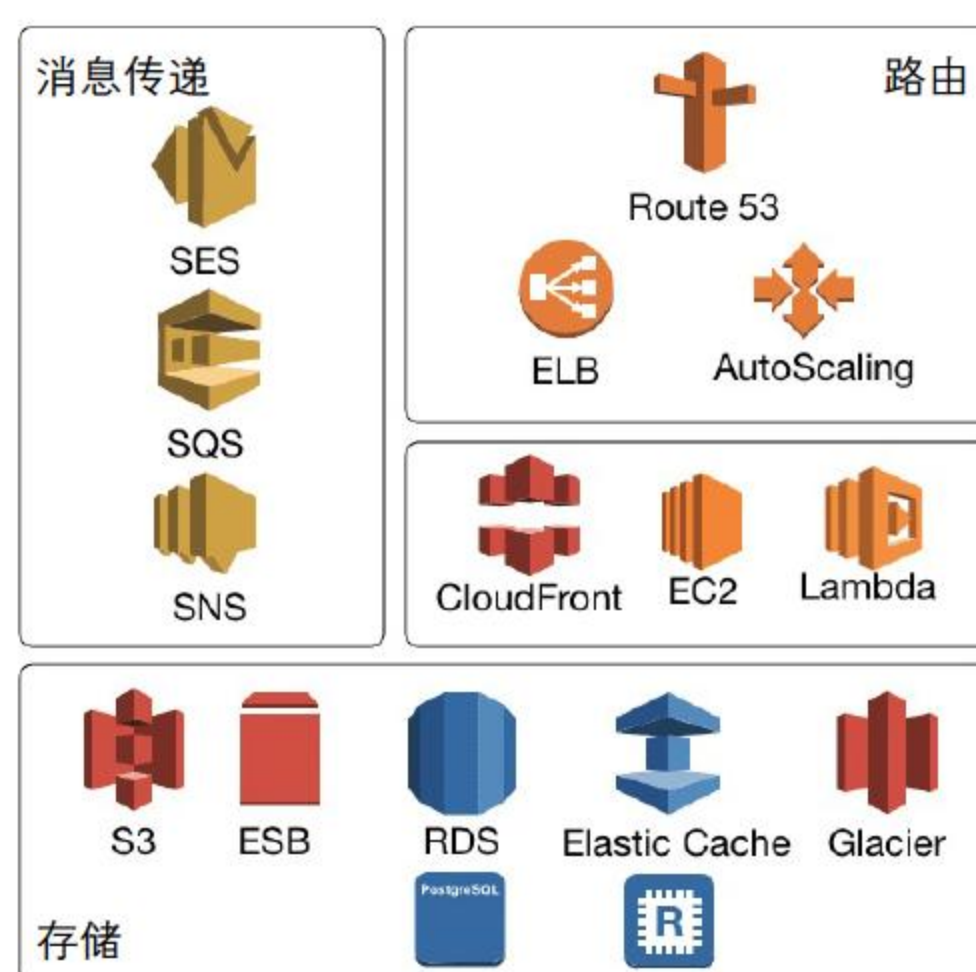 消息传递
SES
SQS
SNS
路由
Route 53
ELB
AutoScaling
CloudFront
EC2
Lambda
S3
ESB
RDS
Elastic Cache
Glacier
PostgreSQL
R
存储